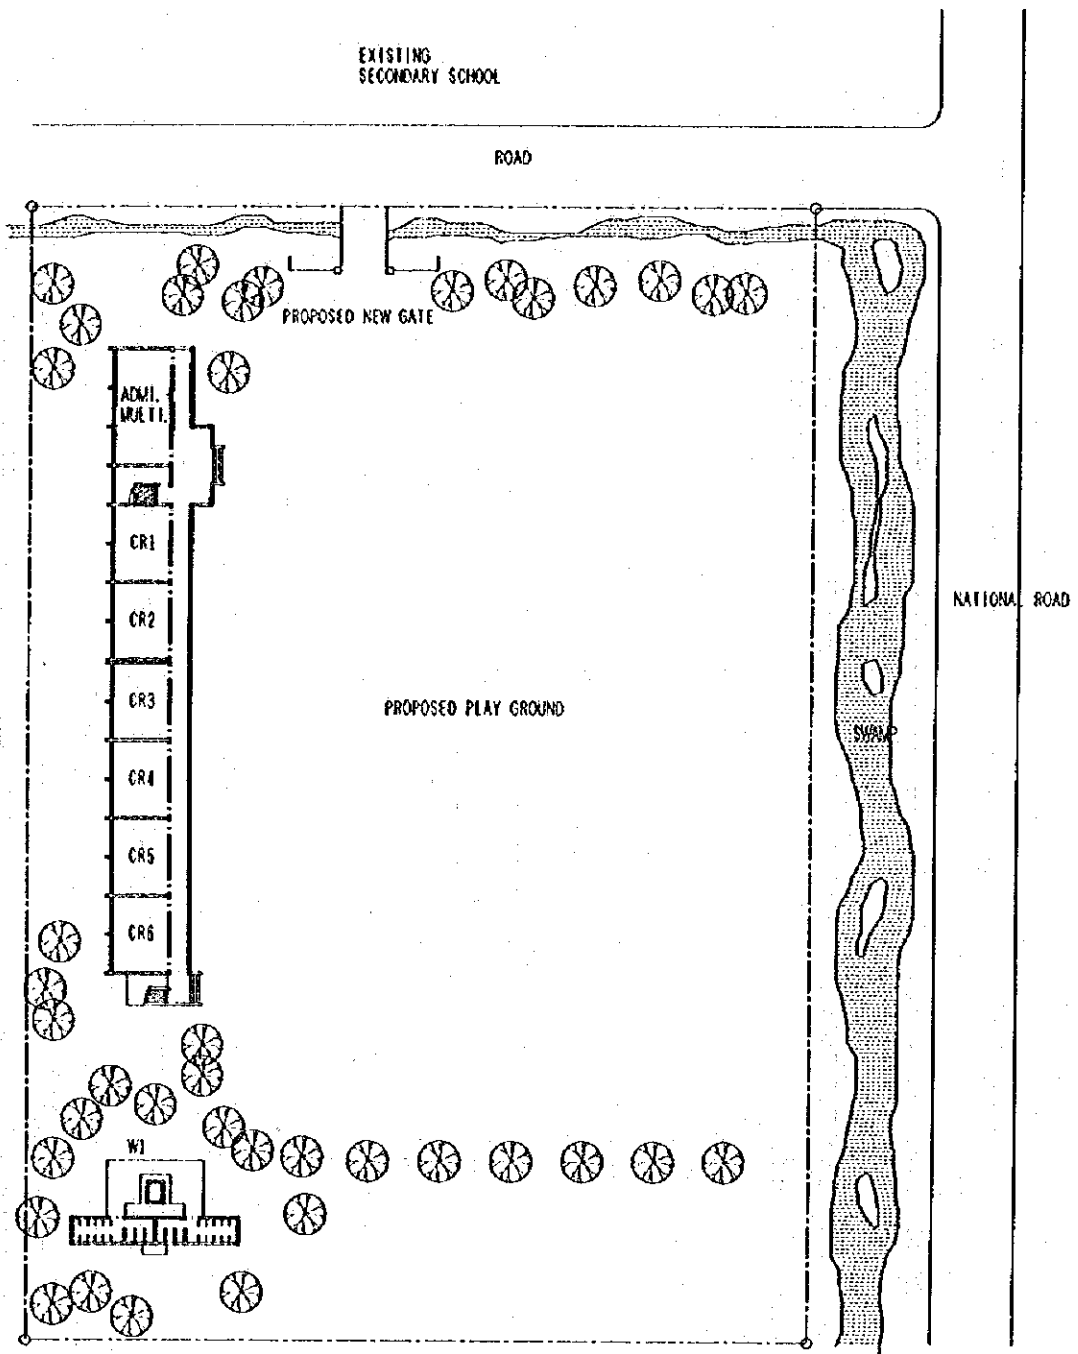 EXISTING
SECONDARY SCHOOL
ROAD
PROPOSED NEW GATE
ADMI.
MULTI.
CR1
CR2
NATIONAL ROAD
CR3
PROPOSED PLAY GROUND
SWAMP
CR4
CR5
CR6
W1